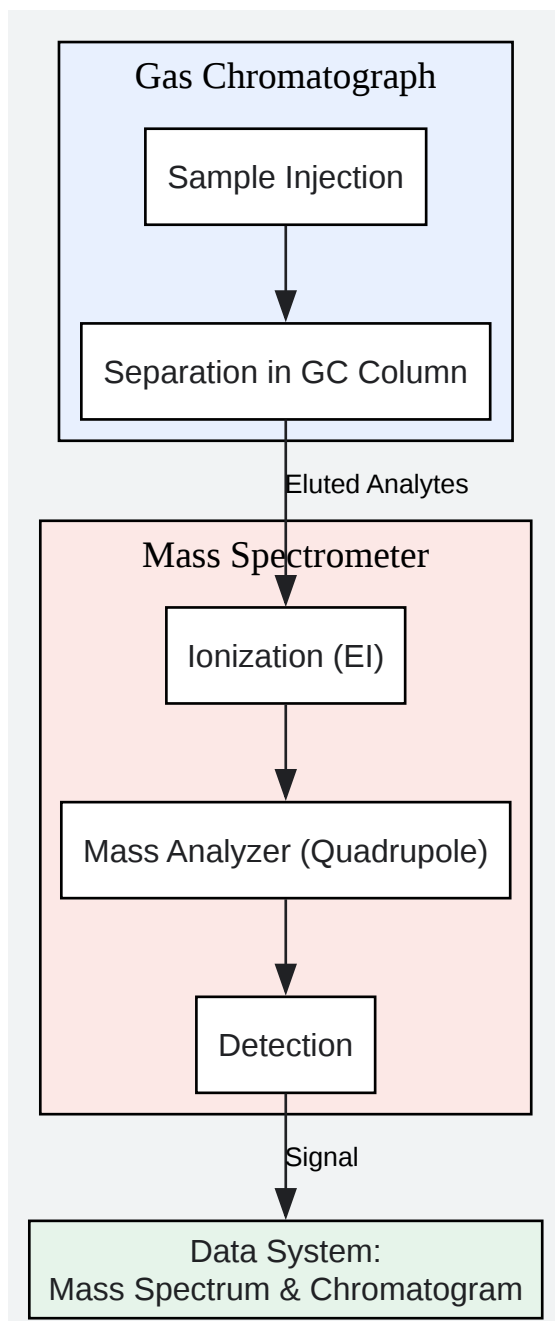 Gas Chromatograph
Sample Injection
Separation in GC Column
Eluted Analytes
Mass Spectrometer
Ionization (EI)
Mass Analyzer (Quadrupole)
Detection
Signal
Data System:
Mass Spectrum & Chromatogram